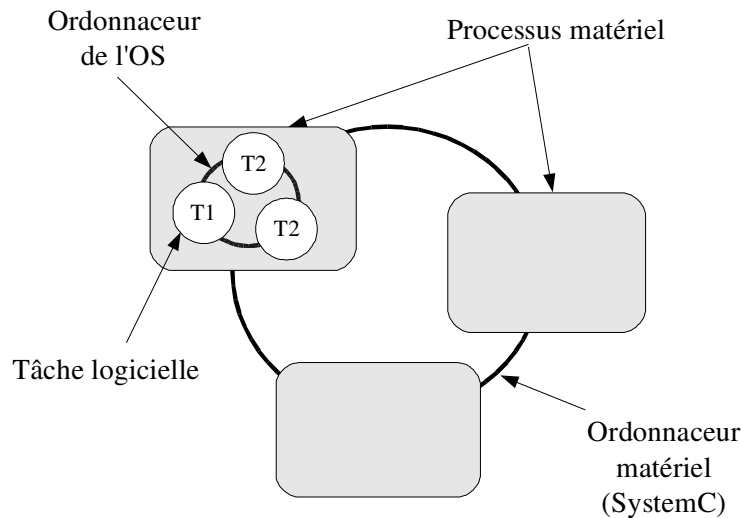 Ordonnaceur
de l'OS
Processus matériel
T2
T1
T2
Tâche logicielle
Ordonnaceur
matériel
(SystemC)